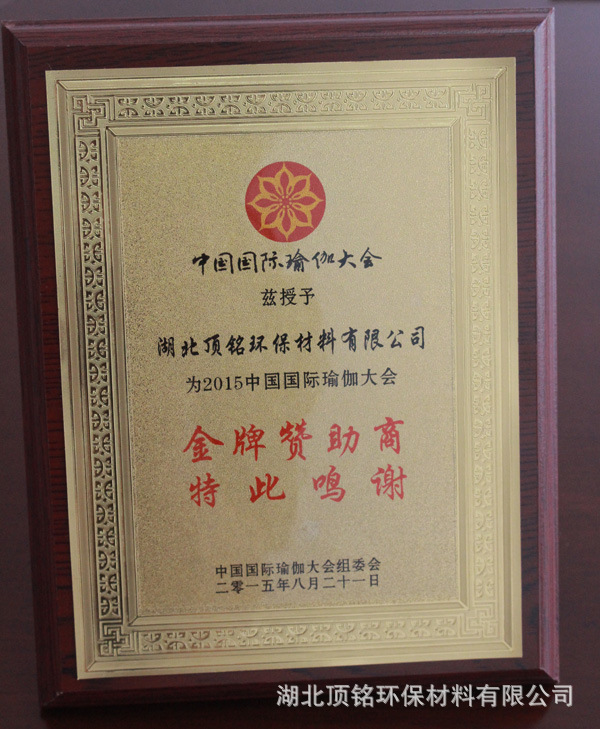 中国国际瑜伽大会
兹授予
湖北顶铭环保材料有限公司
为2015中国国际瑜伽大会
金牌赞助商
特此鸣谢
中国国际瑜伽大会组委会
二零一五年八月二十一日
湖北顶铭环保材料有限公司